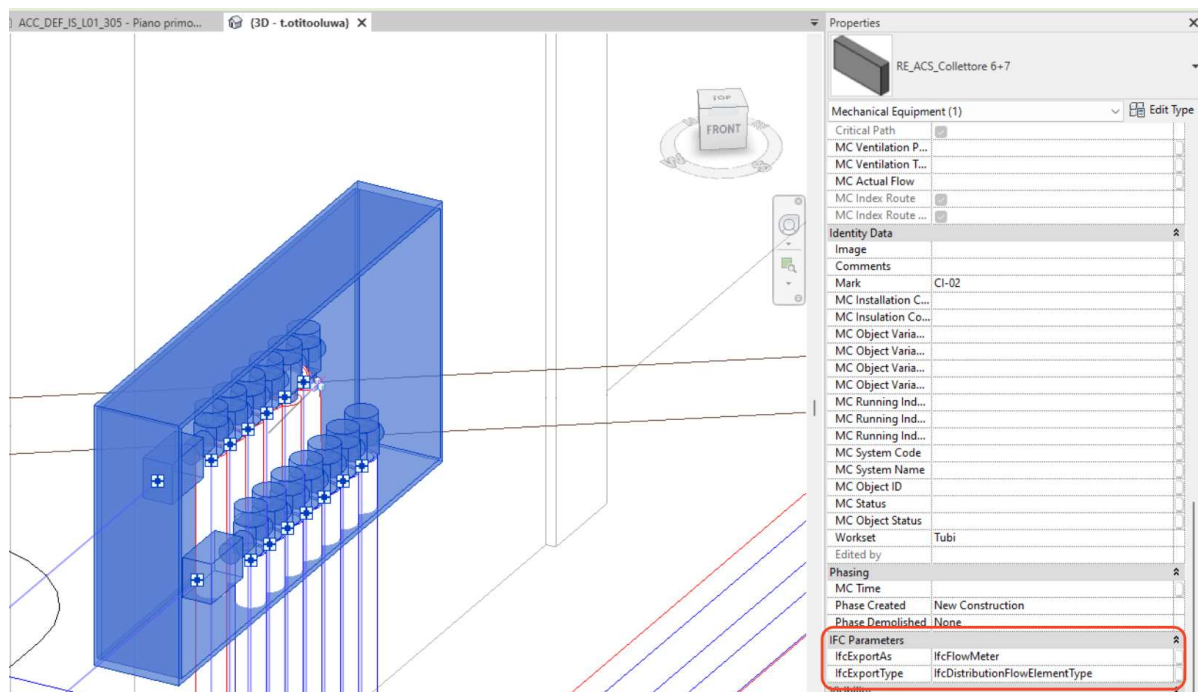 ACC_DEF_IS_L01_305 - Piano primo...
(3D - t.otitooluwa)
Properties
RE_ACS_Collettore 6+7
Mechanical Equipment (1)
Edit Type
TOP
FRONT
Critical Path
MC Ventilation P...
MC Ventilation T...
MC Actual Flow
MC Index Route
MC Index Route ...
Identity Data
Image
Comments
Mark CI-02
MC Installation C...
MC Insulation Co...
MC Object Varia...
MC Object Varia...
MC Object Varia...
MC Object Varia...
MC Running Ind...
MC Running Ind...
MC Running Ind...
MC System Code
MC System Name
MC Object ID
MC Status
MC Object Status
Workset Tubi
Edited by
Phasing
MC Time
Phase Created New Construction
Phase Demolished None
IFC Parameters
IfcExportAs IfcFlowMeter
IfcExportType IfcDistributionFlowElementType